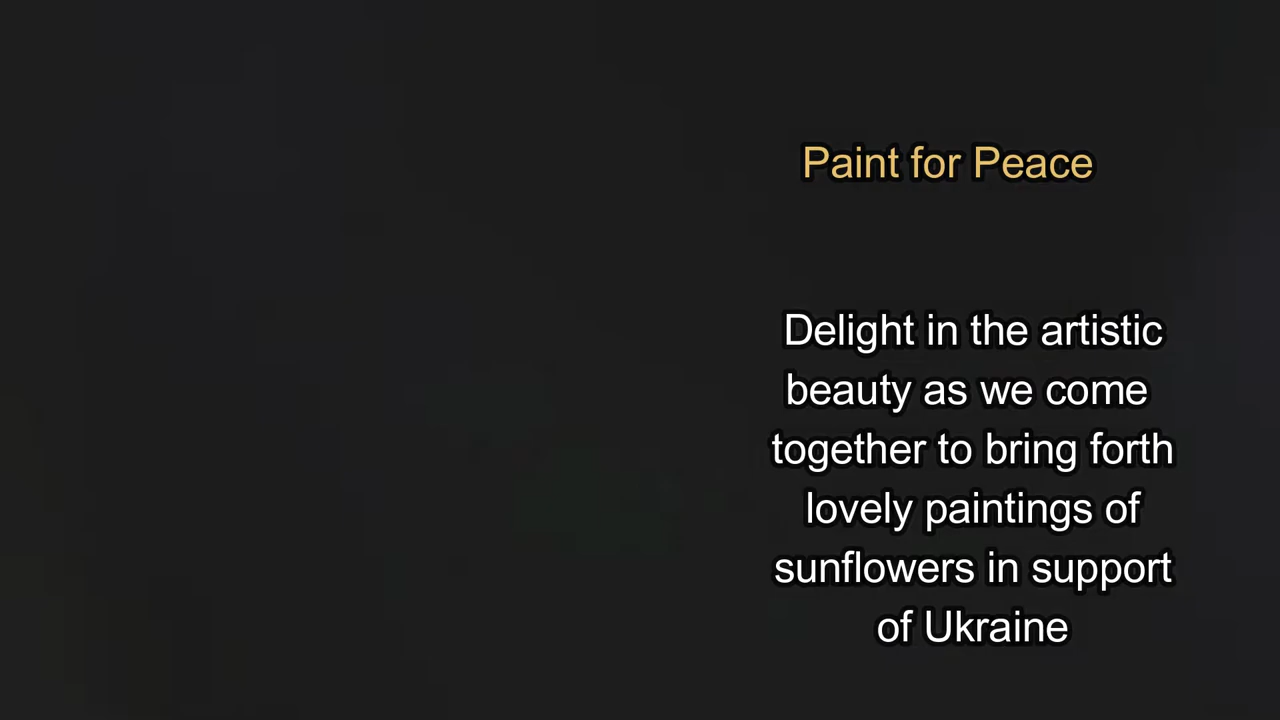 Paint for Peace
Delight in the artistic
beauty as we come
together to bring forth
lovely paintings of
sunflowers in support
of Ukraine